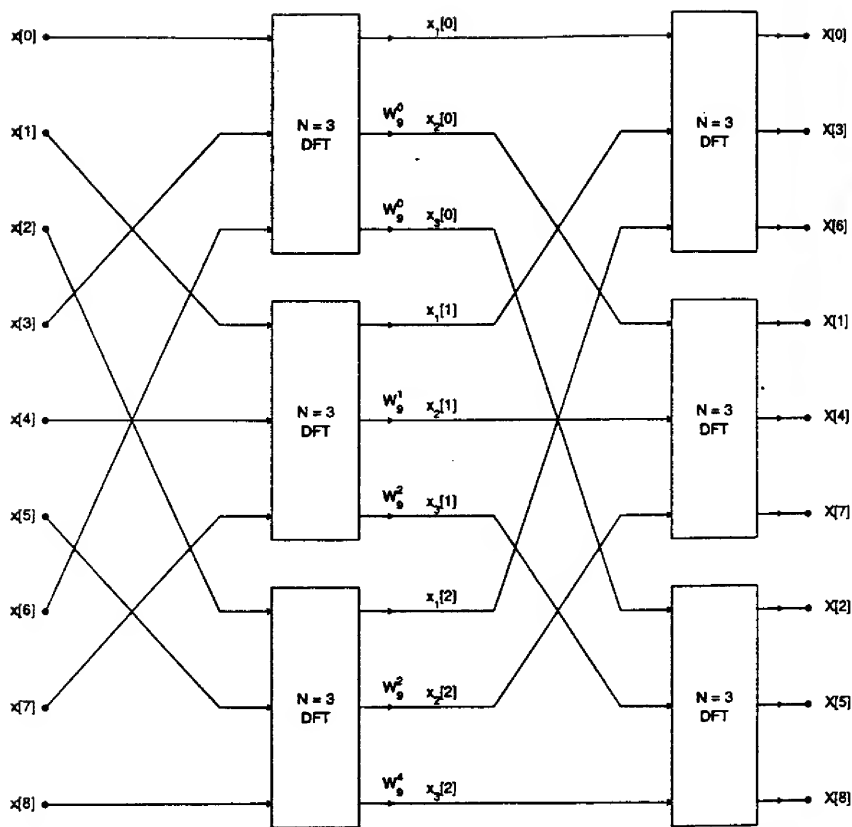 x[0] x₁[0] X[0]
x[1] N = 3 DFT W₉⁰ x₂[0] N = 3 DFT X[3]
x[2] W₉⁰ x₃[0] X[6]
x[3] x₁[1] X[1]
x[4] N = 3 DFT W₉¹ x₂[1] N = 3 DFT X[4]
x[5] W₉² x₃[1] X[7]
x[6] x₁[2] X[2]
x[7] N = 3 DFT W₉² x₂[2] N = 3 DFT X[5]
x[8] W₉⁴ x₃[2] X[8]